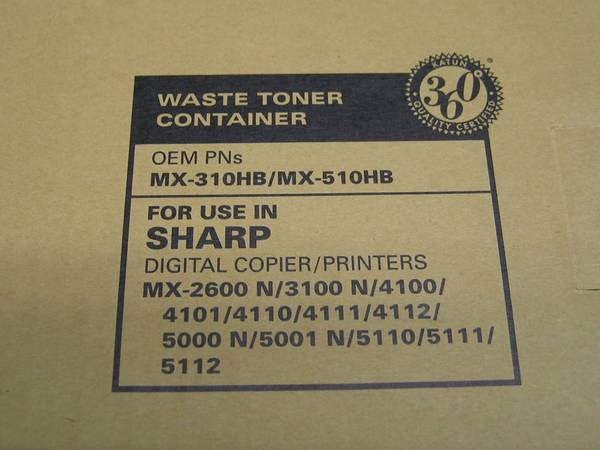 KATUN
360°
QUALITY CERTIFIED
WASTE TONER
CONTAINER
OEM PNs
MX-310HB/MX-510HB
FOR USE IN
SHARP
DIGITAL COPIER/PRINTERS
MX-2600 N/3100 N/4100/
4101/4110/4111/4112/
5000 N/5001 N/5110/5111/
5112